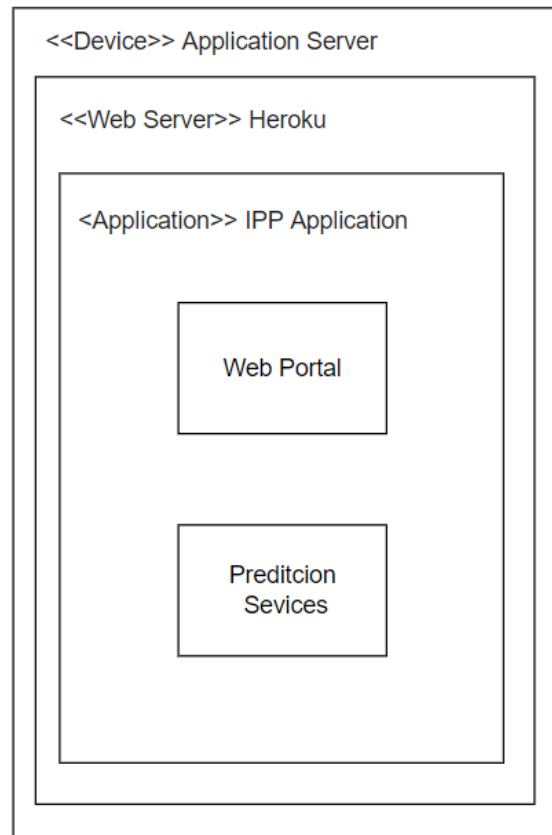 <<Device>> Application Server
<<Web Server>> Heroku
<Application>> IPP Application
Web Portal
Preditcion
Sevices